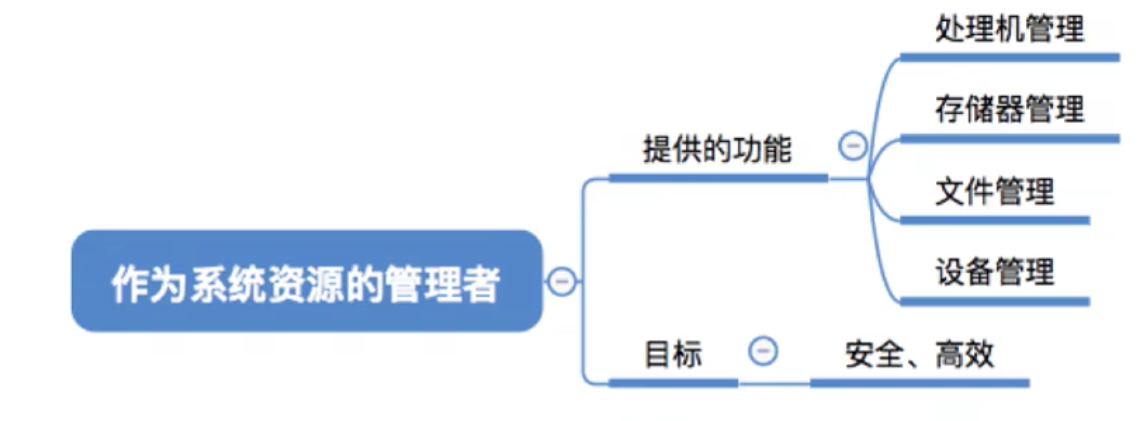 作为系统资源的管理者
提供的功能
处理机管理
存储器管理
文件管理
设备管理
目标
安全、高效